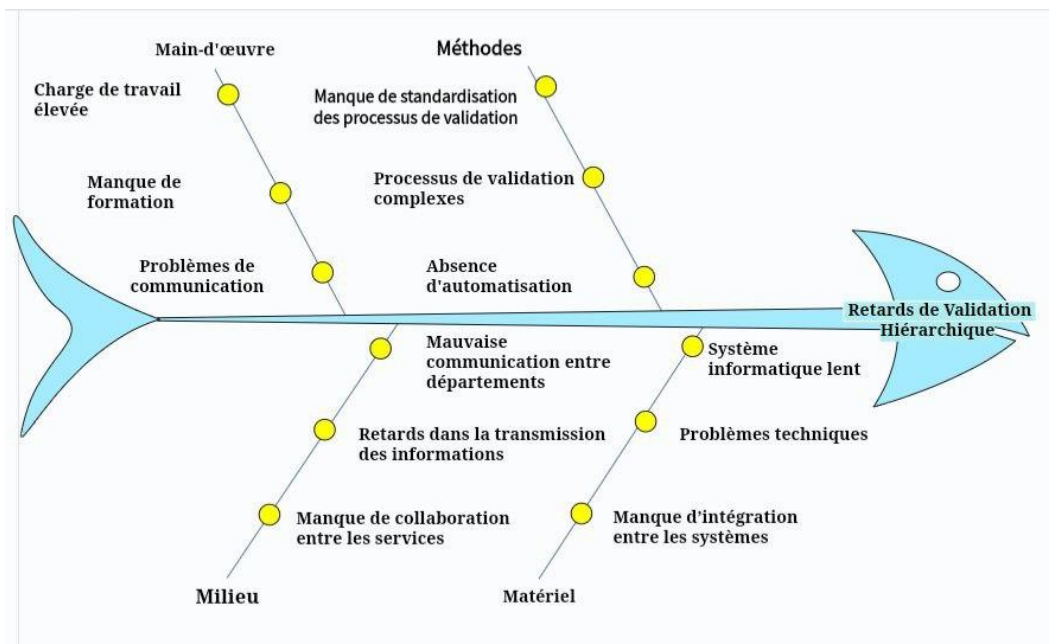 Main-d'œuvre
Charge de travail
élevée
Manque de
formation
Problèmes de
communication
Méthodes
Manque de standardisation
des processus de validation
Processus de validation
complexes
Absence
d'automatisation
Retards de Validation
Hiérarchique
Mauvaise
communication entre
départements
Retards dans la transmission
des informations
Manque de collaboration
entre les services
Milieu
Système
informatique lent
Problèmes techniques
Manque d’intégration
entre les systèmes
Matériel